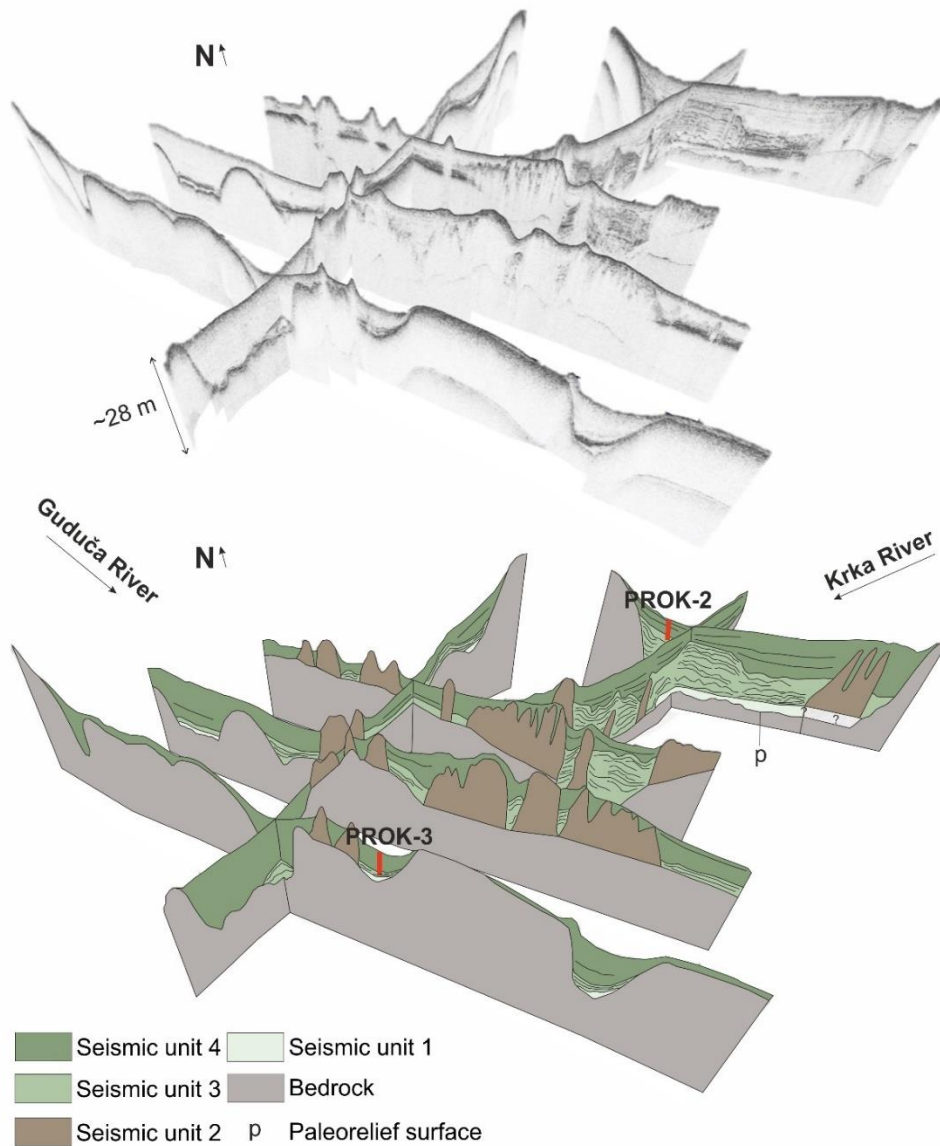 N
~28 m
Guduča River
N
Krka River
PROK-2
? ?
p
PROK-3
Seismic unit 4
Seismic unit 1
Seismic unit 3
Bedrock
Seismic unit 2
p Paleorelief surface